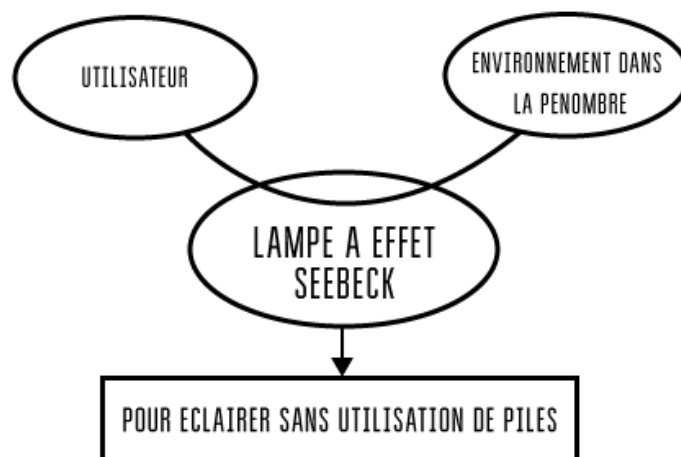 UTILISATEUR
ENVIRONNEMENT DANS
LA PENOMBRE
LAMPE A EFFET
SEEBECK
POUR ECLAIRER SANS UTILISATION DE PILES